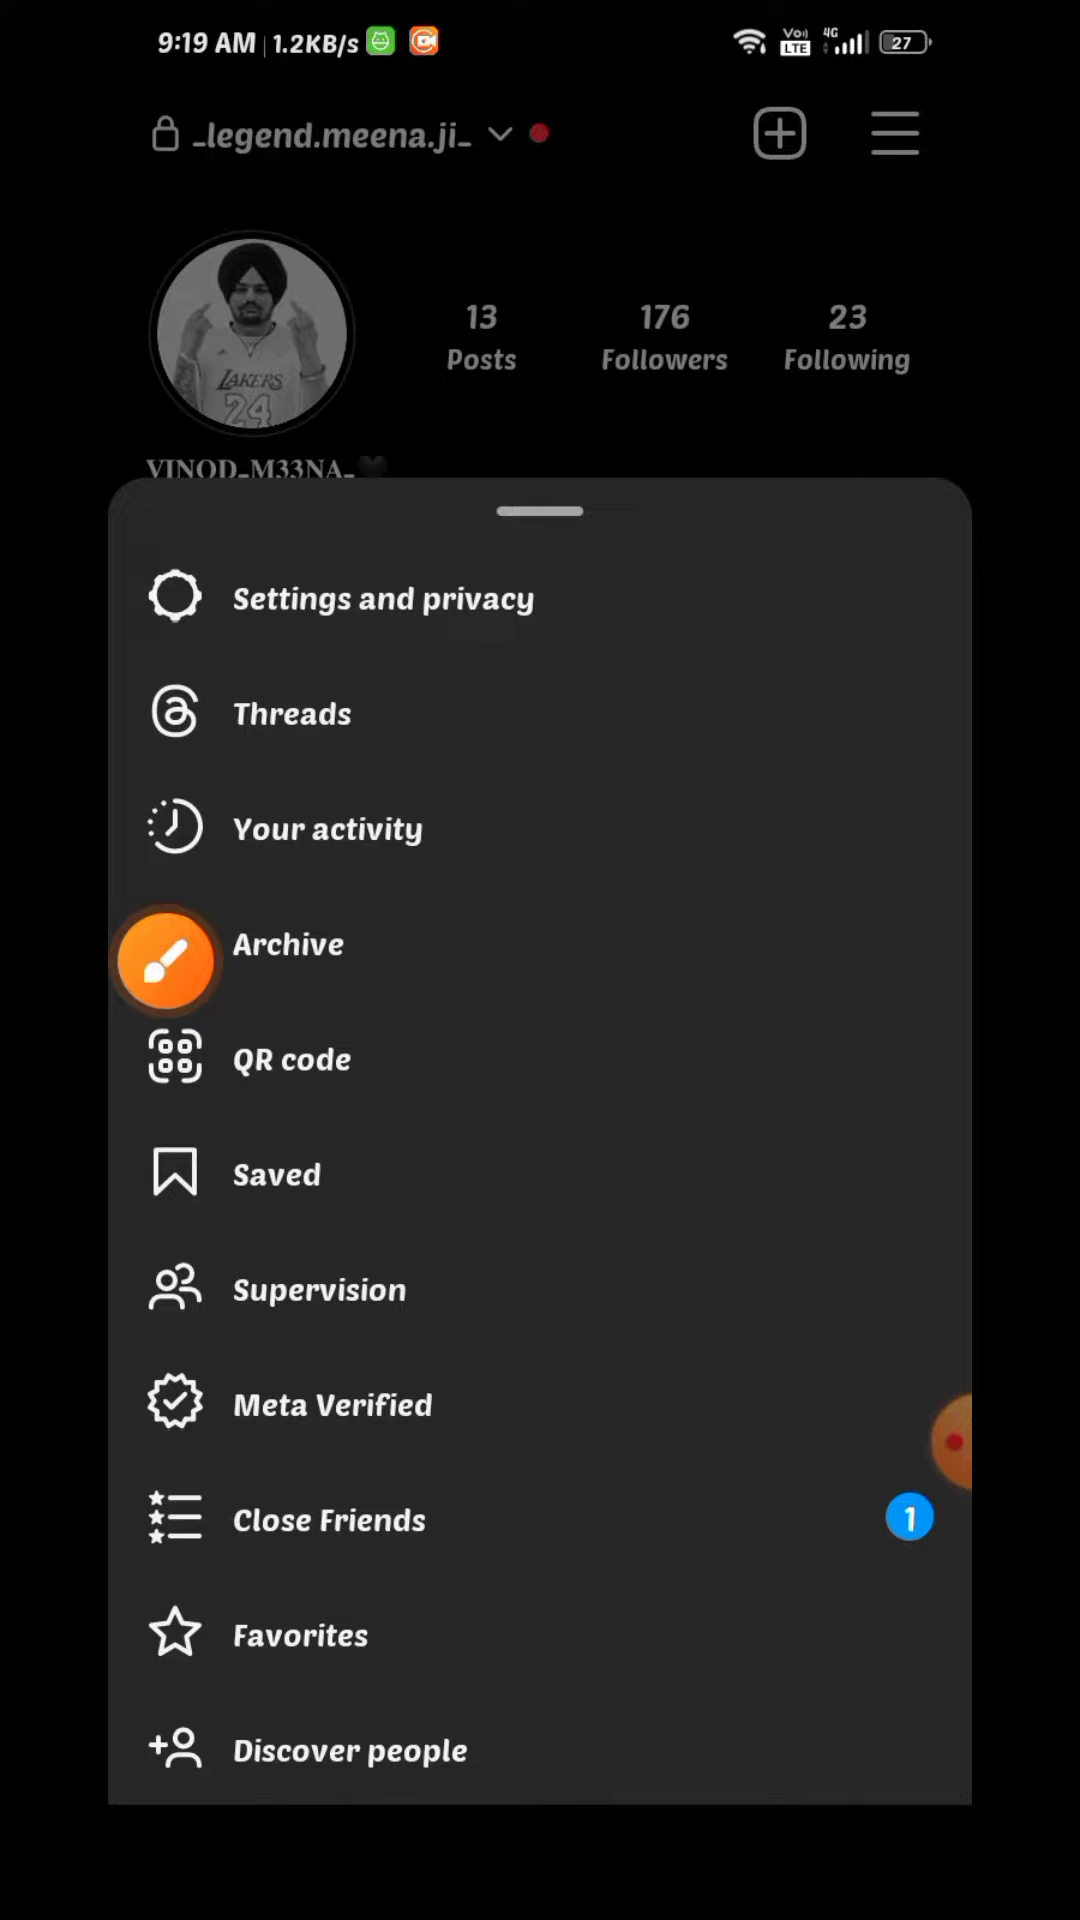 9:19 AM | 1.2KB/s Vo)) LTE 4G 27
_legend.meena.ji_
LAKERS
24
13 176 23
Posts Followers Following
VINOD_M33NA_🖤
Settings and privacy
Threads
Your activity
Archive
QR code
Saved
Supervision
Meta Verified
Close Friends 1
Favorites
Discover people